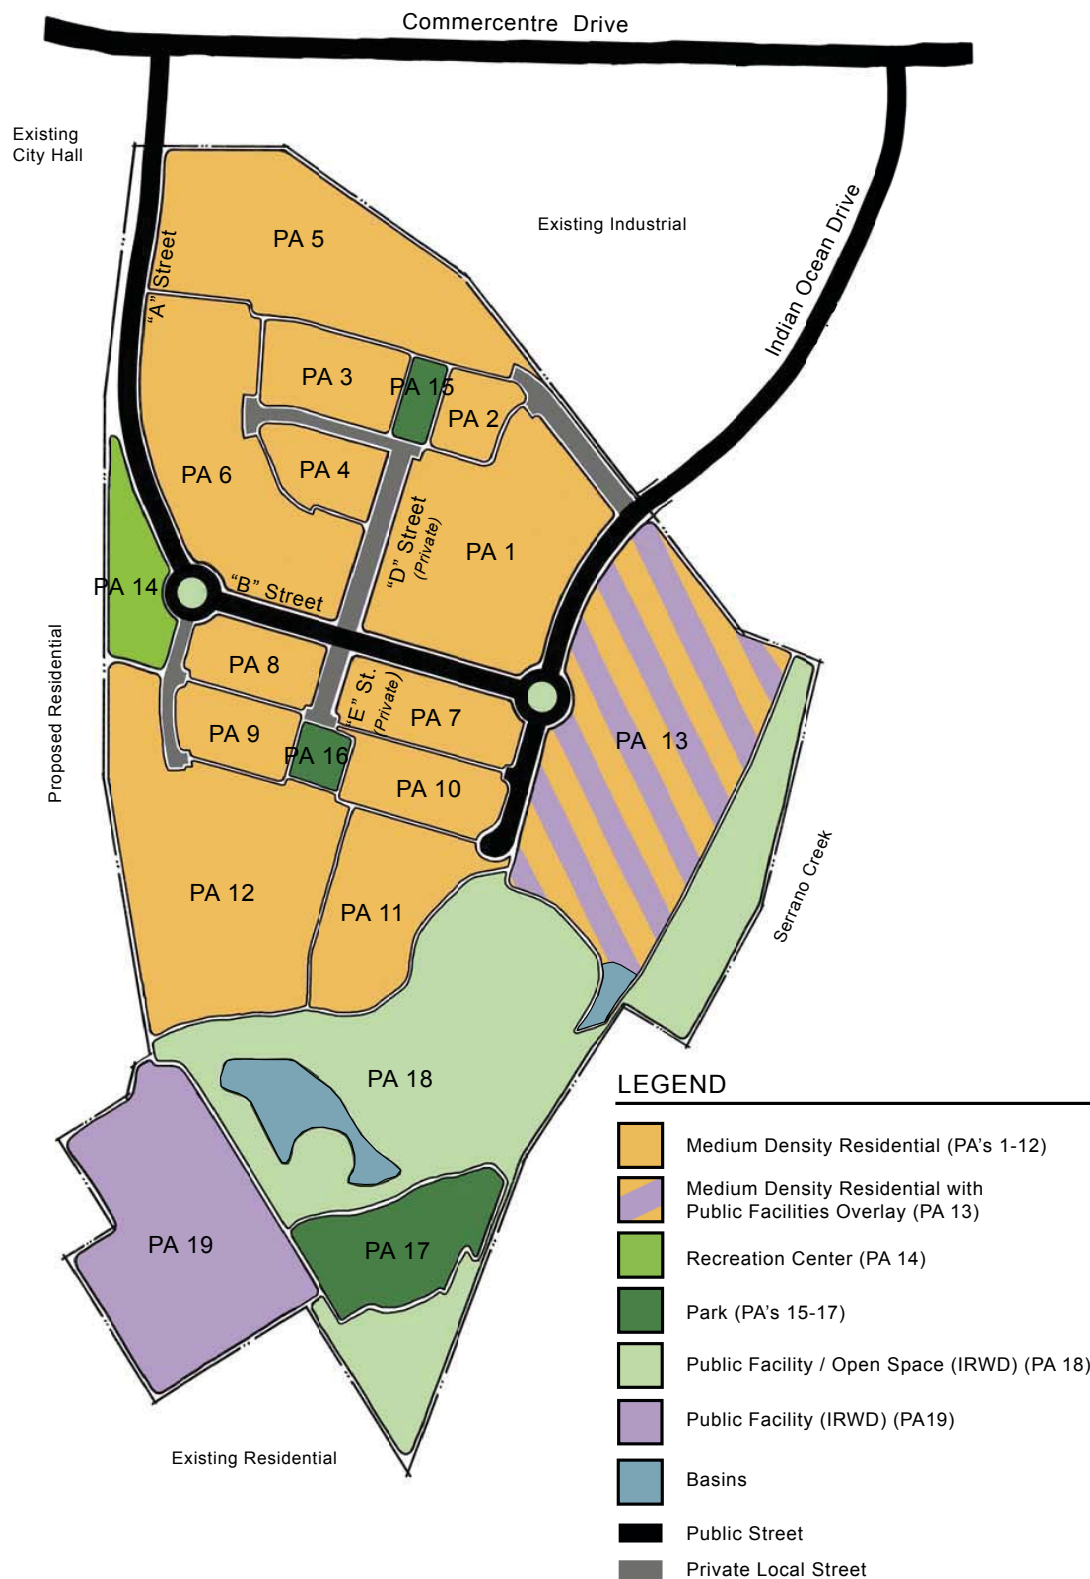 Commercentre Drive
Existing
City Hall
Existing Industrial
"A" Street
Indian Ocean Drive
PA 5
PA 3
PA 15
PA 2
PA 4
PA 6
"D" Street
(Private)
PA 1
PA 14
"B" Street
Proposed Residential
PA 8
"E" St.
(Private)
PA 7
PA 9
PA 16
PA 13
PA 10
PA 12
PA 11
Serrano Creek
PA 18
PA 19
PA 17
Existing Residential
LEGEND
Medium Density Residential (PA's 1-12)
Medium Density Residential with
Public Facilities Overlay (PA 13)
Recreation Center (PA 14)
Park (PA's 15-17)
Public Facility / Open Space (IRWD) (PA 18)
Public Facility (IRWD) (PA19)
Basins
Public Street
Private Local Street